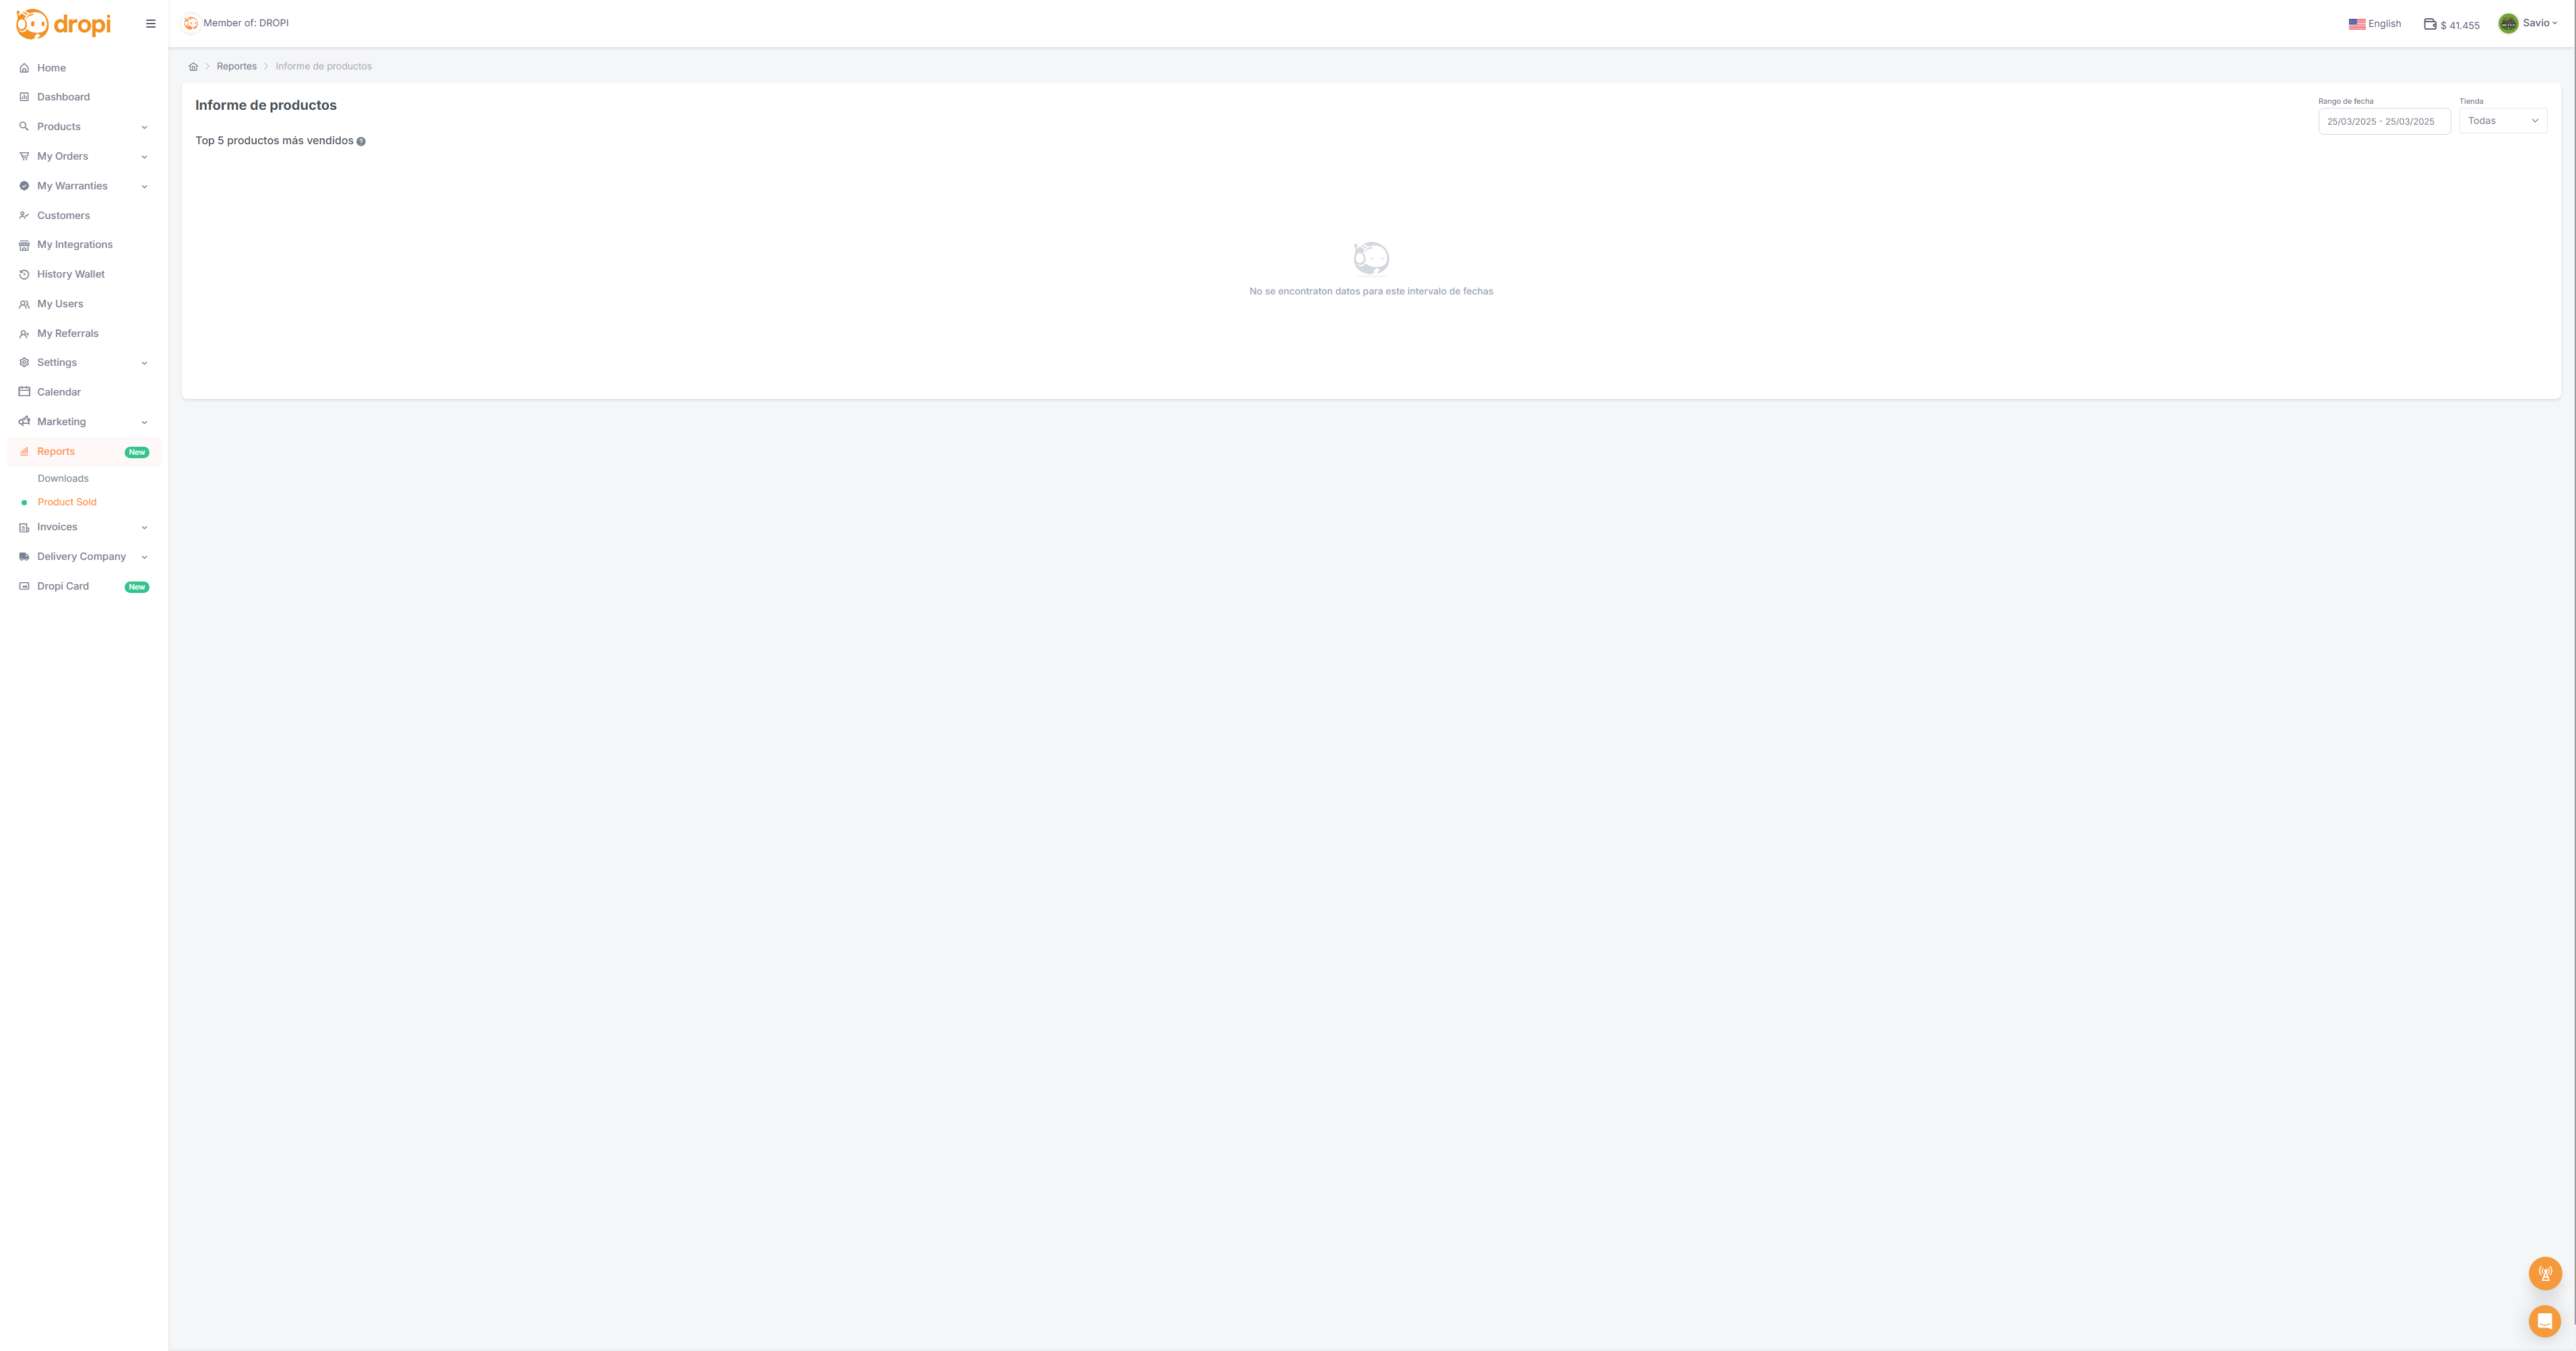 dropi
Member of: DROPI
English
$ 41.455
Savio
Home
Dashboard
Products
My Orders
My Warranties
Customers
My Integrations
History Wallet
My Users
My Referrals
Settings
Calendar
Marketing
Reports
New
Downloads
Product Sold
Invoices
Delivery Company
Dropi Card
New
Reportes
Informe de productos
Informe de productos
Rango de fecha
25/03/2025 - 25/03/2025
Tienda
Todas
Top 5 productos más vendidos ?
No se encontraton datos para este intervalo de fechas